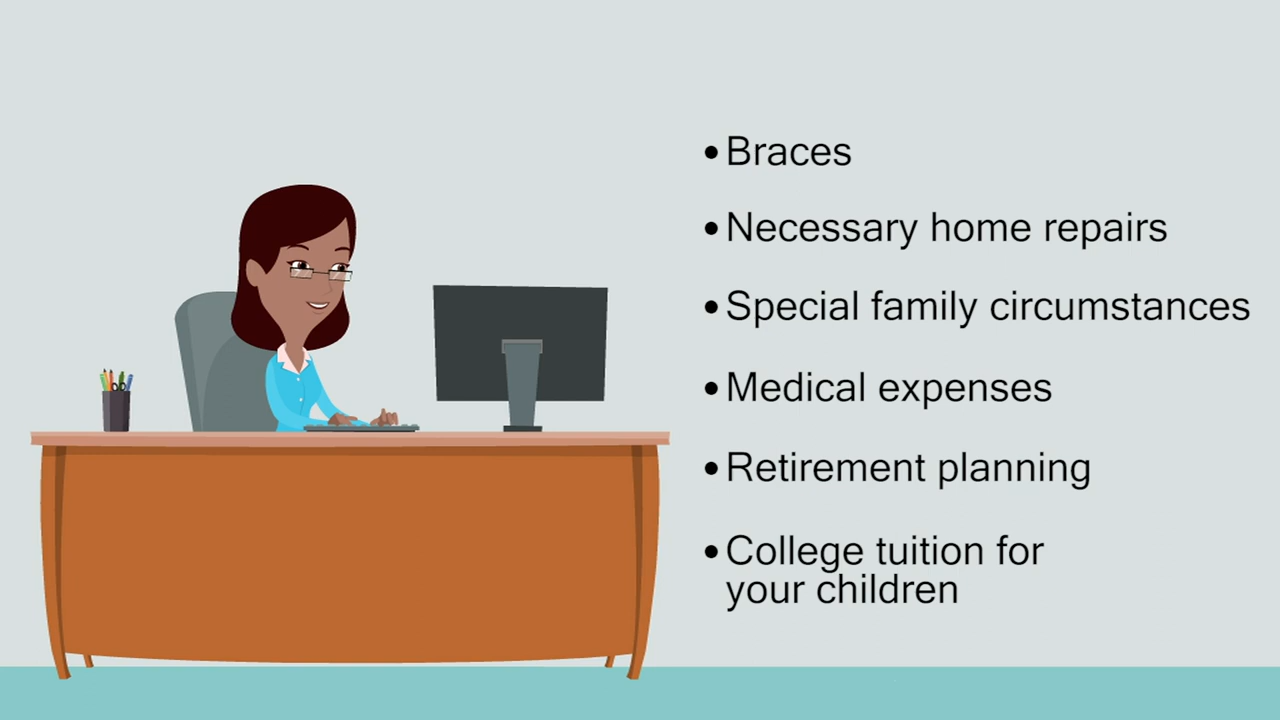 • Braces
• Necessary home repairs
• Special family circumstances
• Medical expenses
• Retirement planning
• College tuition for
your children